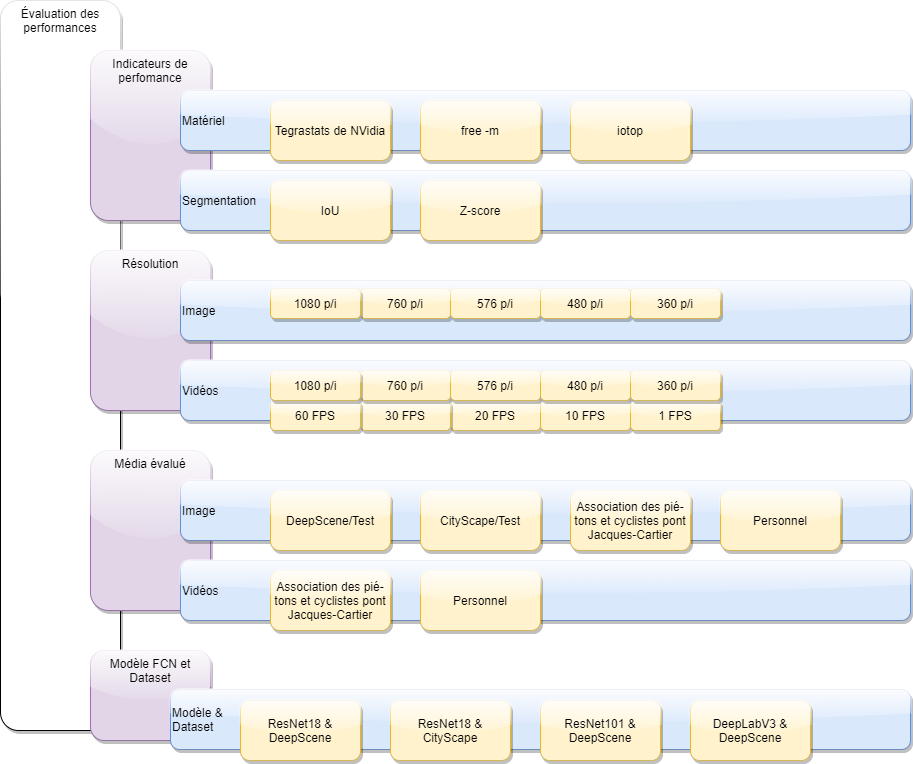 Évaluation des
performances
Indicateurs de
perfomance
Matériel
Tegrastats de NVidia
free -m
iotop
Segmentation
IoU
Z-score
Résolution
Image
1080 p/i
760 p/i
576 p/i
480 p/i
360 p/i
Vidéos
1080 p/i
760 p/i
576 p/i
480 p/i
360 p/i
60 FPS
30 FPS
20 FPS
10 FPS
1 FPS
Média évalué
Image
DeepScene/Test
CityScape/Test
Association des pié-
tons et cyclistes pont
Jacques-Cartier
Personnel
Vidéos
Association des pié-
tons et cyclistes pont
Jacques-Cartier
Personnel
Modèle FCN et
Dataset
Modèle &
Dataset
ResNet18 &
DeepScene
ResNet18 &
CityScape
ResNet101 &
DeepScene
DeepLabV3 &
DeepScene